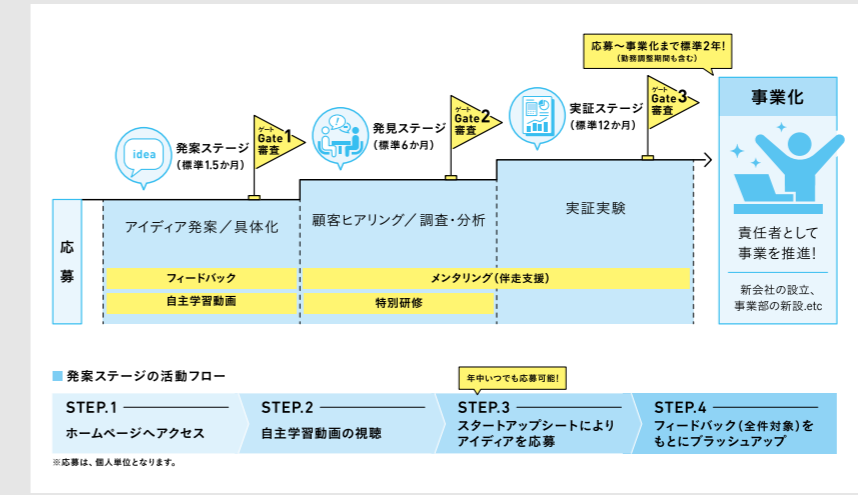 応募～事業化まで標準2年!
(勤務調整期間も含む)
ゲート
Gate1
審査
ゲート
Gate2
審査
ゲート
Gate3
審査
idea
発案ステージ
(標準1.5か月)
発見ステージ
(標準6か月)
実証ステージ
(標準12か月)
事業化
応募
アイディア発案／具体化
顧客ヒアリング／調査・分析
実証実験
フィードバック
メンタリング(伴走支援)
自主学習動画
特別研修
責任者として
事業を推進!
新会社の設立、
事業部の新設.etc
■発案ステージの活動フロー
年中いつでも応募可能!
STEP.1
ホームページへアクセス
STEP.2
自主学習動画の視聴
STEP.3
スタートアップシートにより
アイディアを応募
STEP.4
フィードバック(全件対象)を
もとにブラッシュアップ
※応募は、個人単位となります。